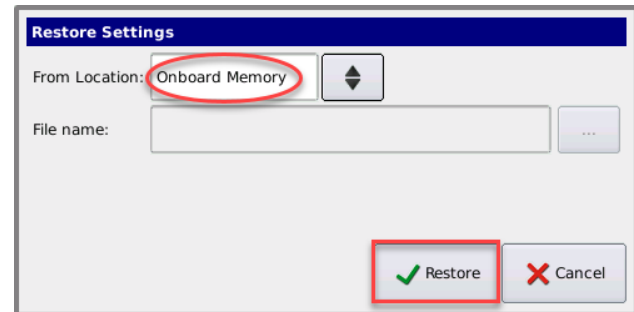 Restore Settings
From Location: Onboard Memory
File name: ...
Restore Cancel